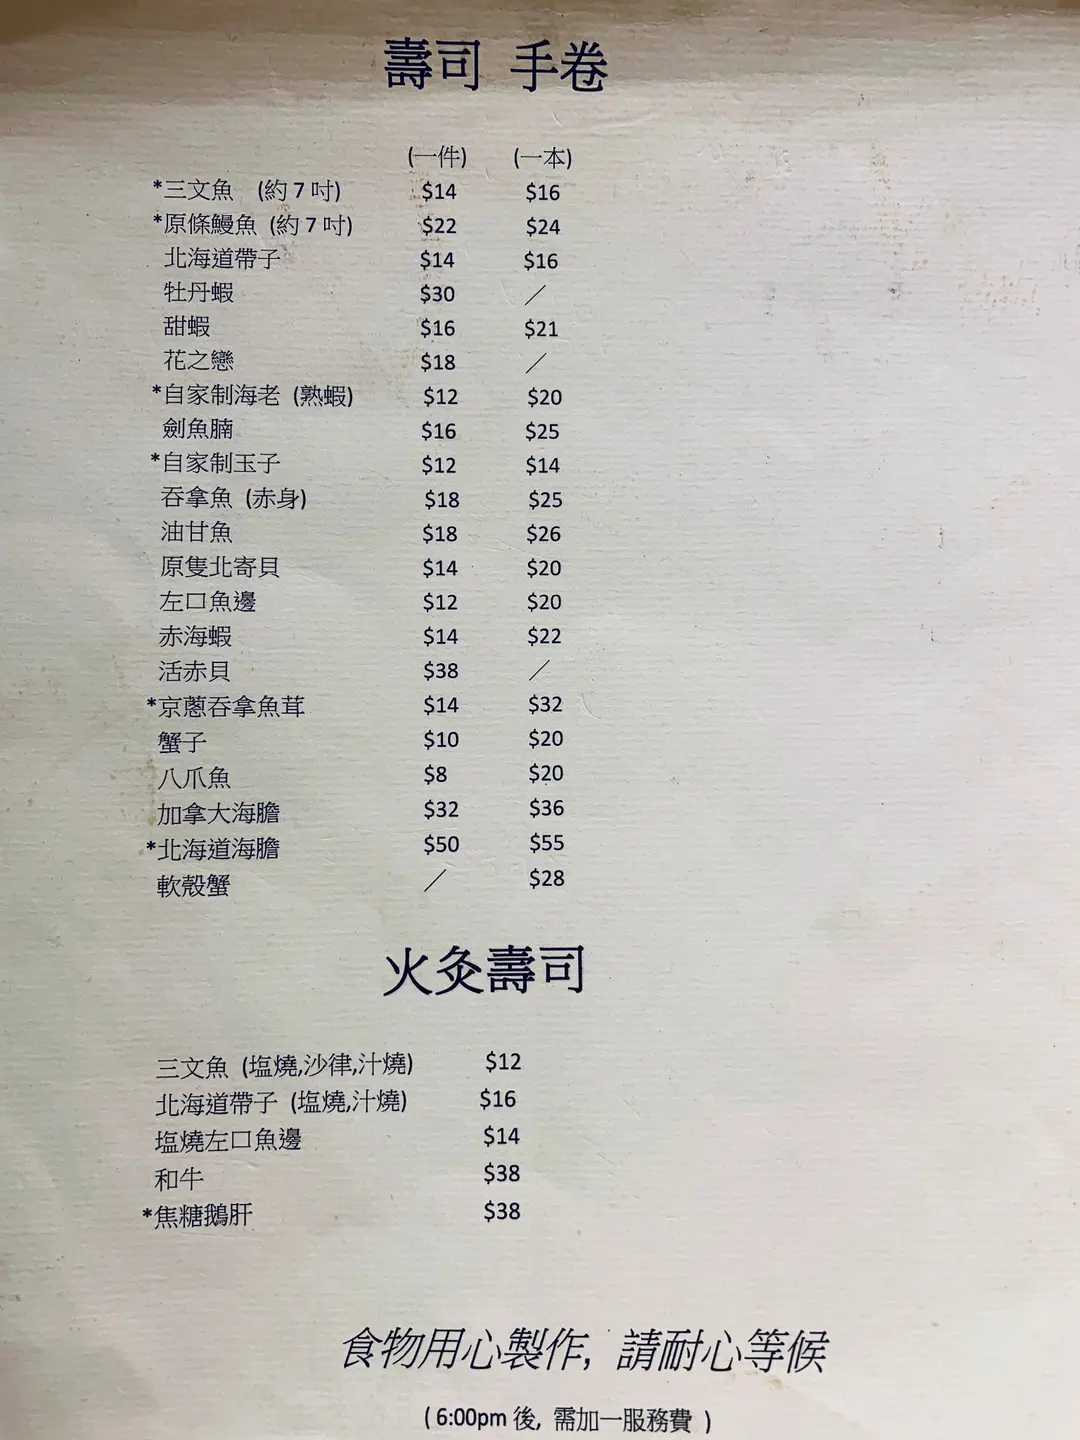 壽司 手卷
(一件) (一本)
*三文魚 (約 7 吋) $14 $16
*原條鰻魚 (約 7 吋) $22 $24
北海道帶子 $14 $16
牡丹蝦 $30 ／
甜蝦 $16 $21
花之戀 $18 ／
*自家制海老 (熟蝦) $12 $20
劍魚腩 $16 $25
*自家制玉子 $12 $14
吞拿魚 (赤身) $18 $25
油甘魚 $18 $26
原隻北寄貝 $14 $20
左口魚邊 $12 $20
赤海蝦 $14 $22
活赤貝 $38 ／
*京蔥吞拿魚茸 $14 $32
蟹子 $10 $20
八爪魚 $8 $20
加拿大海膽 $32 $36
*北海道海膽 $50 $55
軟殼蟹 ／ $28
火灸壽司
三文魚 (塩燒,沙律,汁燒) $12
北海道帶子 (塩燒,汁燒) $16
塩燒左口魚邊 $14
和牛 $38
*焦糖鵝肝 $38
食物用心製作, 請耐心等候
( 6:00pm 後, 需加一服務費 )